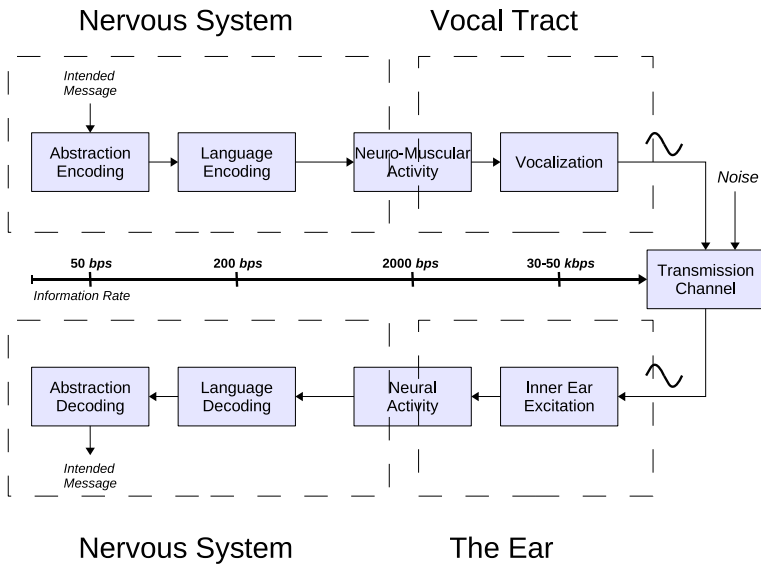 Nervous System
Vocal Tract
Intended
Message
Abstraction
Encoding
Language
Encoding
Neuro-Muscular
Activity
Vocalization
Noise
50 bps
200 bps
2000 bps
30-50 kbps
Information Rate
Transmission
Channel
Abstraction
Decoding
Language
Decoding
Neural
Activity
Inner Ear
Excitation
Intended
Message
Nervous System
The Ear